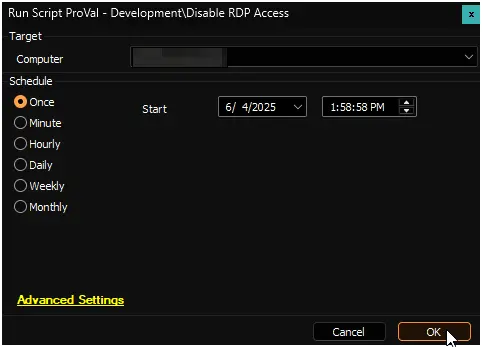 Run Script ProVal - Development\Disable RDP Access
x
Target
Computer
Schedule
Once
Start
6/ 4/2025
1:58:58 PM
Minute
Hourly
Daily
Weekly
Monthly
Advanced Settings
Cancel
OK